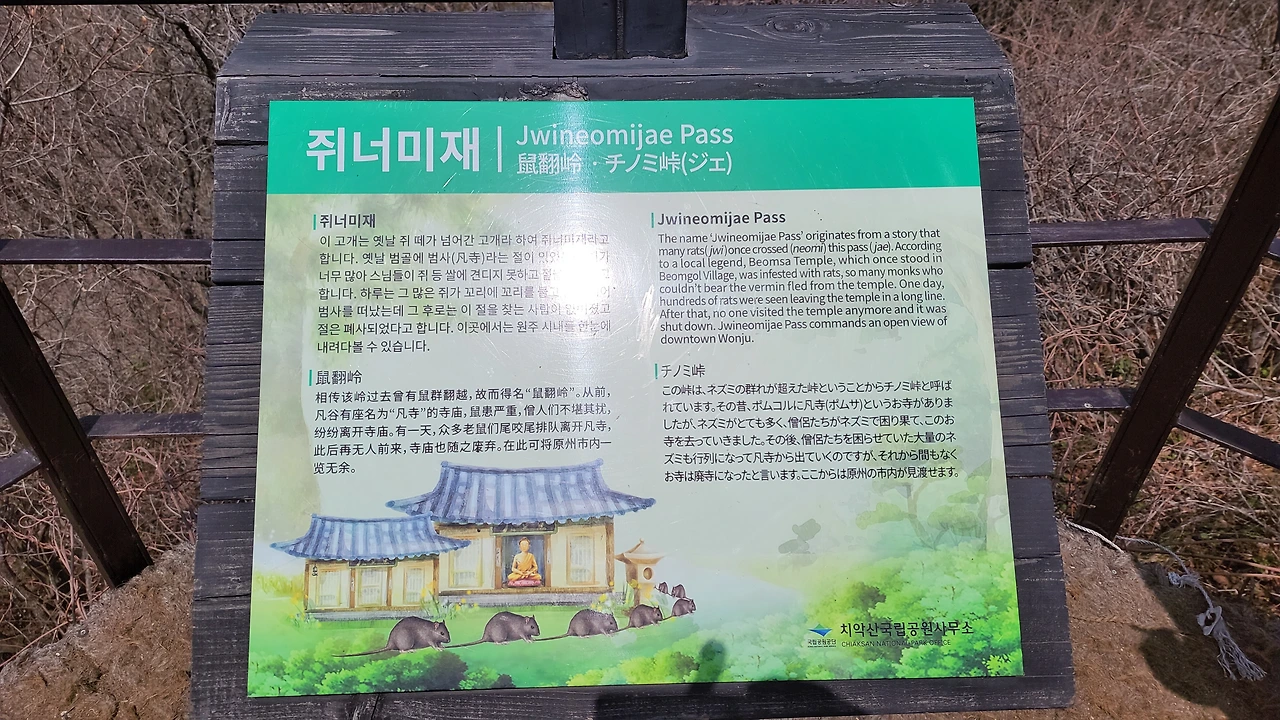 쥐너미재
Jwineomijae Pass
鼠翻岭 · チノミ峠(ジェ)
쥐너미재
이 고개는 옛날 쥐 떼가 넘어간 고개라 하여 쥐너미재라고
합니다. 옛날 범골에 범사(凡寺)라는 절이
너무 많아 스님들이 쥐 등쌀에 견디지 못하고
합니다. 하루는 그 많은 쥐가 꼬리에 꼬리를 물고
범사를 떠났는데 그 후로는 이 절을 찾는 사람이
절은 폐사되었다고 합니다. 이곳에서는 원주 시내를 한눈에
내려다볼 수 있습니다.
鼠翻岭
相传该岭过去曾有鼠群翻越，故而得名“鼠翻岭”。从前，
凡谷有座名为“凡寺”的寺庙，鼠患严重，僧人们不堪其扰，
纷纷离开寺庙。有一天，众多老鼠们尾咬尾排队离开凡寺，
此后再无人前来，寺庙也随之废弃。在此可将原州市内一
览无余。
Jwineomijae Pass
The name ‘Jwineomijae Pass’ originates from a story that
many rats (jwi) once crossed (neomi) this pass (jae). According
to a local legend, Beomsa Temple, which once stood in
Beomgol Village, was infested with rats, so many monks who
couldn’t bear the vermin fled from the temple. One day,
hundreds of rats were seen leaving the temple in a long line.
After that, no one visited the temple anymore and it was
shut down. Jwineomijae Pass commands an open view of
downtown Wonju.
チノミ峠
この峠は、ネズミの群れが超えた峠ということからチノミ峠と呼ば
れています。その昔、ボムコルに凡寺(ボムサ)というお寺がありま
したが、ネズミがとても多く、僧侶たちがネズミで困り果て、このお
寺を去っていきました。その後、僧侶たちを困らせていた大量のネ
ズミも行列になって凡寺から出ていくのですが、それから間もなく
お寺は廃寺になったと言います。ここからは原州の市内が見渡せます。
국립공원공단
치악산국립공원사무소
CHIAKSAN NATIONAL PARK OFFICE